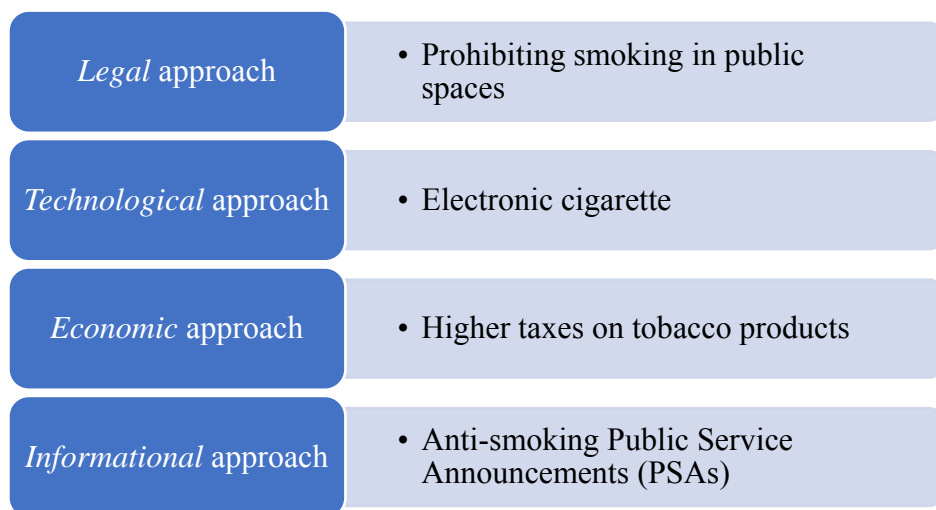 Legal approach
• Prohibiting smoking in public
spaces
Technological approach
• Electronic cigarette
Economic approach
• Higher taxes on tobacco products
Informational approach
• Anti-smoking Public Service
Announcements (PSAs)